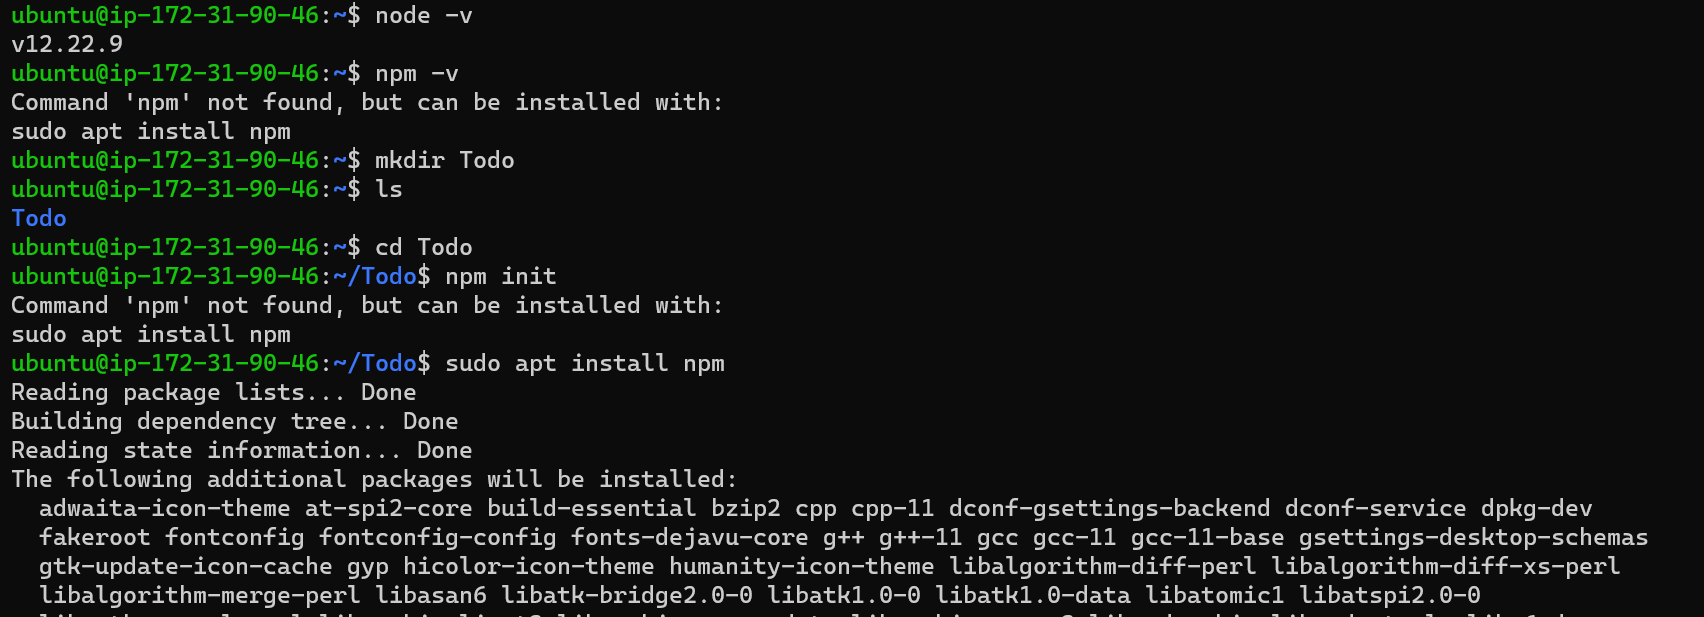 ubuntu@ip-172-31-90-46:~$ node -v
v12.22.9
ubuntu@ip-172-31-90-46:~$ npm -v
Command 'npm' not found, but can be installed with:
sudo apt install npm
ubuntu@ip-172-31-90-46:~$ mkdir Todo
ubuntu@ip-172-31-90-46:~$ ls
Todo
ubuntu@ip-172-31-90-46:~$ cd Todo
ubuntu@ip-172-31-90-46:~/Todo$ npm init
Command 'npm' not found, but can be installed with:
sudo apt install npm
ubuntu@ip-172-31-90-46:~/Todo$ sudo apt install npm
Reading package lists... Done
Building dependency tree... Done
Reading state information... Done
The following additional packages will be installed:
  adwaita-icon-theme at-spi2-core build-essential bzip2 cpp cpp-11 dconf-gsettings-backend dconf-service dpkg-dev
  fakeroot fontconfig fontconfig-config fonts-dejavu-core g++ g++-11 gcc gcc-11 gcc-11-base gsettings-desktop-schemas
  gtk-update-icon-cache gyp hicolor-icon-theme humanity-icon-theme libalgorithm-diff-perl libalgorithm-diff-xs-perl
  libalgorithm-merge-perl libasan6 libatk-bridge2.0-0 libatk1.0-0 libatk1.0-data libatomic1 libatspi2.0-0